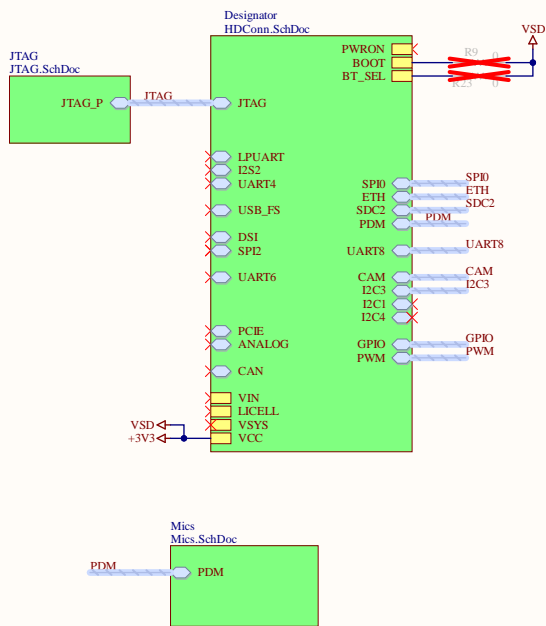 Designator
HDConn.SchDoc
VSD
PWRON
R9
0
BOOT
BT_SEL
R23
0
JTAG
JTAG.SchDoc
JTAG_P
JTAG
JTAG
LPUART
I2S2
UART4
USB_FS
DSI
SPI2
UART6
PCIE
ANALOG
CAN
VIN
LICELL
VSYS
VCC
VSD
+3V3
SPI0
SPI0
ETH
ETH
SDC2
SDC2
PDM
PDM
UART8
UART8
CAM
CAM
I2C3
I2C3
I2C1
I2C4
GPIO
GPIO
PWM
PWM
Mics
Mics.SchDoc
PDM
PDM